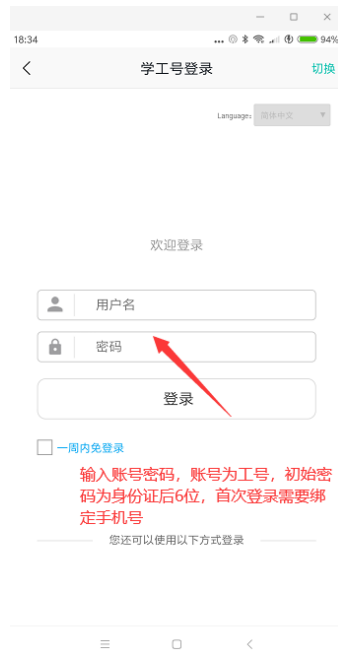 18:34
94%
学工号登录
切换
Language: 简体中文
欢迎登录
用户名
密码
登录
一周内免登录
输入账号密码，账号为工号，初始密
码为身份证后6位，首次登录需要绑
定手机号
您还可以使用以下方式登录